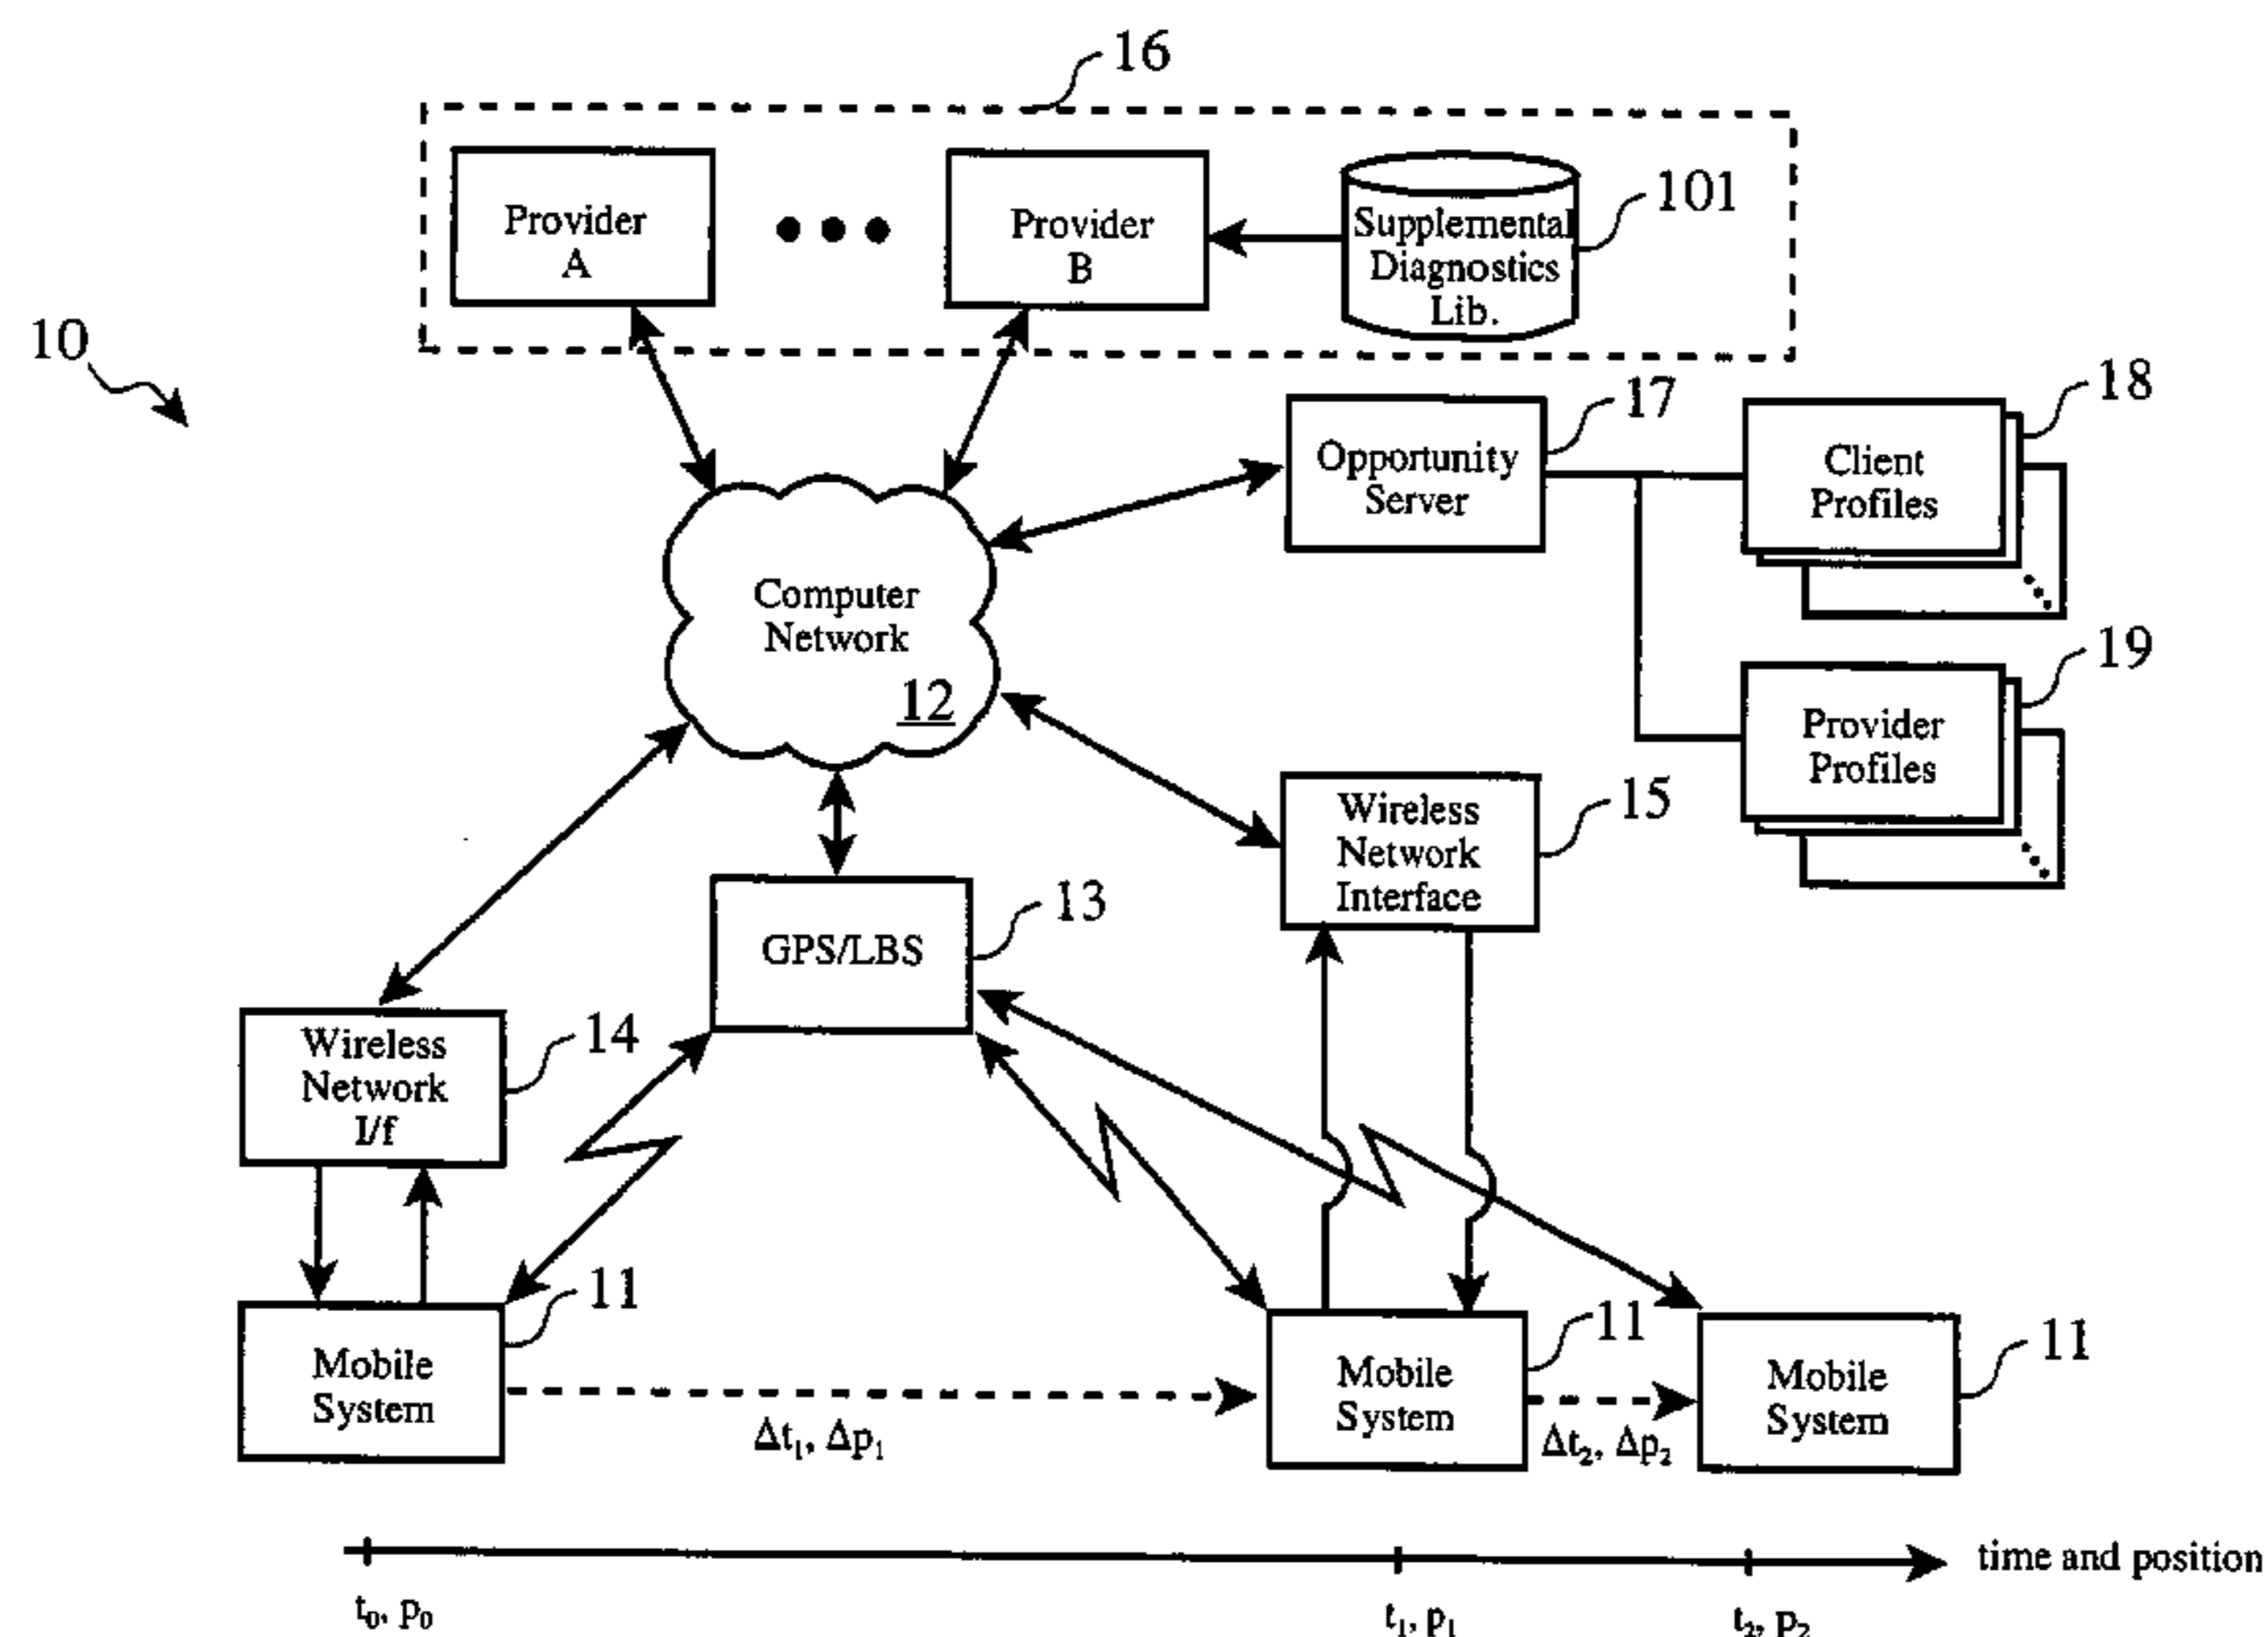 16
Provider
A
Provider
B
Supplemental
Diagnostics
Lib.
101
10
17
Opportunity
Server
18
Client
Profiles
Computer
Network
12
19
Provider
Profiles
Wireless
Network
Interface
15
GPS/LBS
13
Wireless
Network
I/f
14
Mobile
System
11
Mobile
System
11
Mobile
System
11
Δt₁, Δp₁
Δt₂, Δp₂
time and position
t₀, p₀
t₁, p₁
t₂, p₂